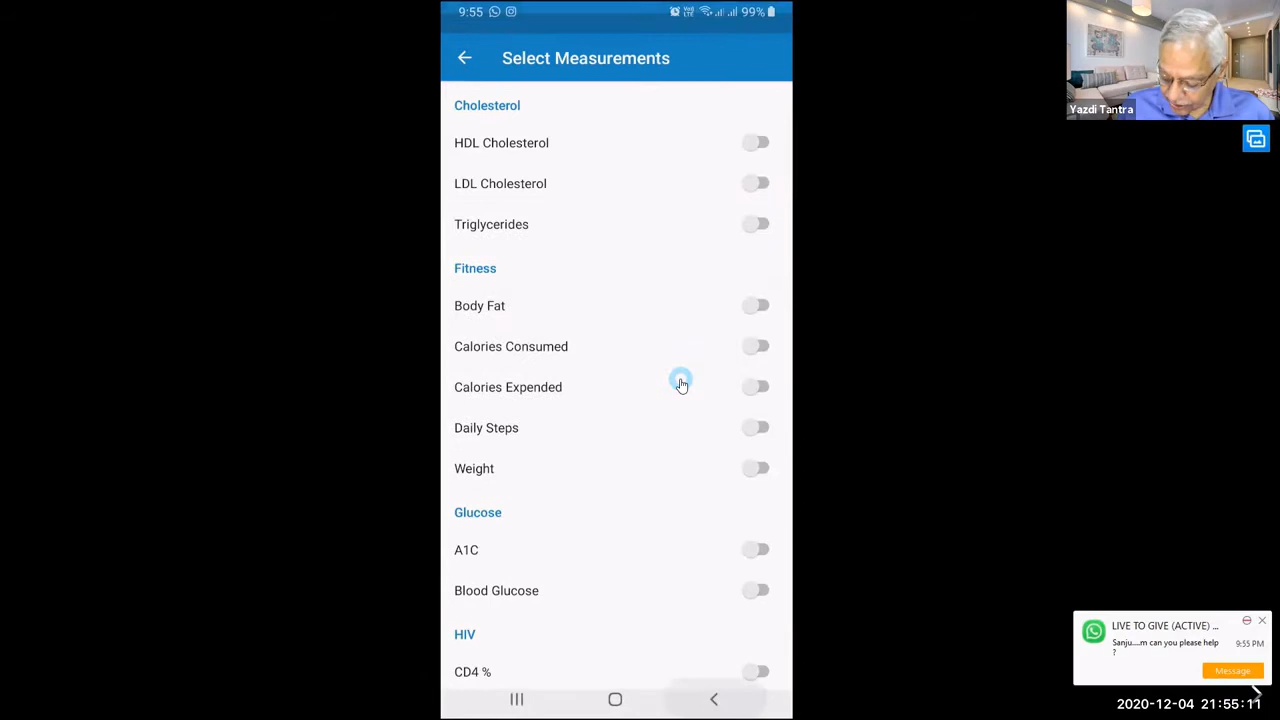 9:55
99%
Select Measurements
Cholesterol
HDL Cholesterol
LDL Cholesterol
Triglycerides
Fitness
Body Fat
Calories Consumed
Calories Expended
Daily Steps
Weight
Glucose
A1C
Blood Glucose
HIV
CD4 %
Yazdi Tantra
LIVE TO GIVE (ACTIVE) ...
Sanju....m can you please help
?
9:55 PM
Message
2020-12-04 21:55:11